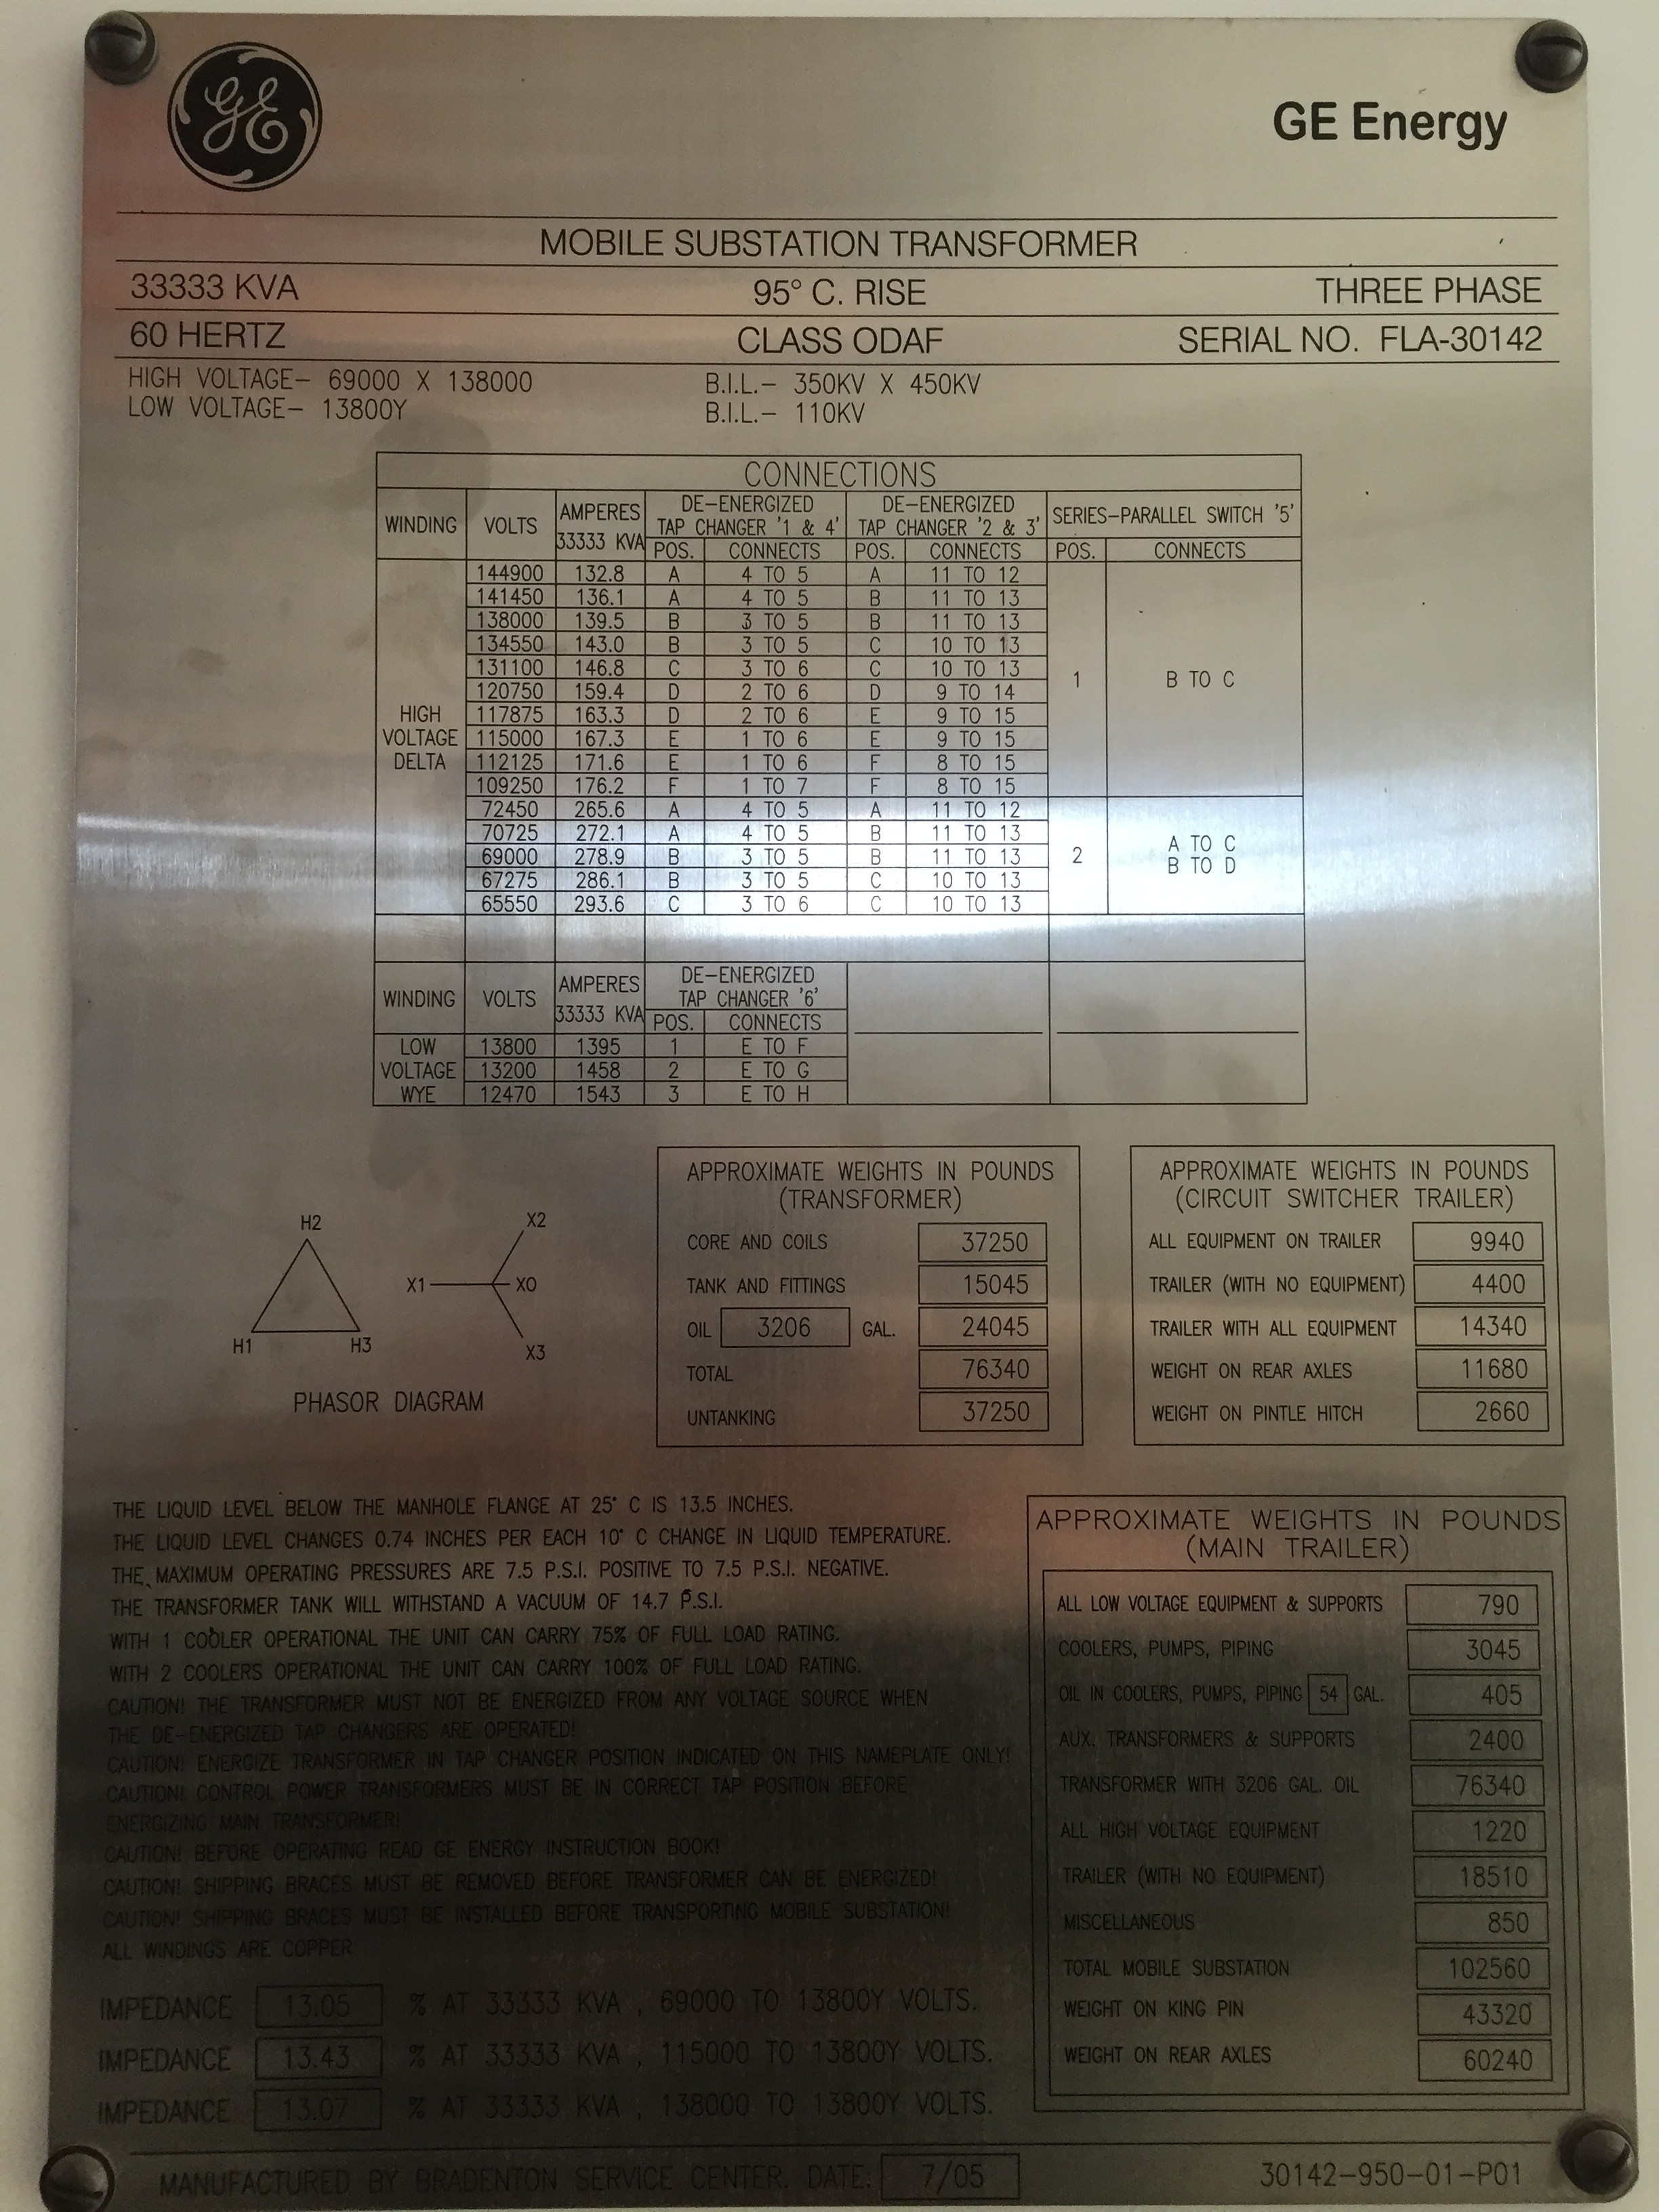 GE
GE Energy
MOBILE SUBSTATION TRANSFORMER
33333 KVA 95° C. RISE THREE PHASE
60 HERTZ CLASS ODAF SERIAL NO. FLA-30142
HIGH VOLTAGE– 69000 X 138000 B.I.L.– 350KV X 450KV
LOW VOLTAGE– 13800Y B.I.L.– 110KV
CONNECTIONS
WINDING VOLTS AMPERES 33333 KVA DE–ENERGIZED TAP CHANGER '1 & 4' DE–ENERGIZED TAP CHANGER '2 & 3' SERIES–PARALLEL SWITCH '5'
POS. CONNECTS POS. CONNECTS POS. CONNECTS
HIGH VOLTAGE DELTA
144900 132.8 A 4 TO 5 A 11 TO 12
141450 136.1 A 4 TO 5 B 11 TO 13
138000 139.5 B 3 TO 5 B 11 TO 13
134550 143.0 B 3 TO 5 C 10 TO 13
131100 146.8 C 3 TO 6 C 10 TO 13
1 B TO C
120750 159.4 D 2 TO 6 D 9 TO 14
117875 163.3 D 2 TO 6 E 9 TO 15
115000 167.3 E 1 TO 6 E 9 TO 15
112125 171.6 E 1 TO 6 F 8 TO 15
109250 176.2 F 1 TO 7 F 8 TO 15
72450 265.6 A 4 TO 5 A 11 TO 12
70725 272.1 A 4 TO 5 B 11 TO 13
69000 278.9 B 3 TO 5 B 11 TO 13
2 A TO C
B TO D
67275 286.1 B 3 TO 5 C 10 TO 13
65550 293.6 C 3 TO 6 C 10 TO 13
WINDING VOLTS AMPERES 33333 KVA DE–ENERGIZED TAP CHANGER '6'
POS. CONNECTS
LOW VOLTAGE WYE
13800 1395 1 E TO F
13200 1458 2 E TO G
12470 1543 3 E TO H
H2
H1 H3
X2
X1 X0
X3
PHASOR DIAGRAM
APPROXIMATE WEIGHTS IN POUNDS
(TRANSFORMER)
CORE AND COILS 37250
TANK AND FITTINGS 15045
OIL 3206 GAL. 24045
TOTAL 76340
UNTANKING 37250
APPROXIMATE WEIGHTS IN POUNDS
(CIRCUIT SWITCHER TRAILER)
ALL EQUIPMENT ON TRAILER 9940
TRAILER (WITH NO EQUIPMENT) 4400
TRAILER WITH ALL EQUIPMENT 14340
WEIGHT ON REAR AXLES 11680
WEIGHT ON PINTLE HITCH 2660
THE LIQUID LEVEL BELOW THE MANHOLE FLANGE AT 25° C IS 13.5 INCHES.
THE LIQUID LEVEL CHANGES 0.74 INCHES PER EACH 10° C CHANGE IN LIQUID TEMPERATURE.
THE MAXIMUM OPERATING PRESSURES ARE 7.5 P.S.I. POSITIVE TO 7.5 P.S.I. NEGATIVE.
THE TRANSFORMER TANK WILL WITHSTAND A VACUUM OF 14.7 P.S.I.
WITH 1 COOLER OPERATIONAL THE UNIT CAN CARRY 75% OF FULL LOAD RATING.
WITH 2 COOLERS OPERATIONAL THE UNIT CAN CARRY 100% OF FULL LOAD RATING.
CAUTION! THE TRANSFORMER MUST NOT BE ENERGIZED FROM ANY VOLTAGE SOURCE WHEN
THE DE–ENERGIZED TAP CHANGERS ARE OPERATED!
CAUTION! ENERGIZE TRANSFORMER IN TAP CHANGER POSITION INDICATED ON THIS NAMEPLATE ONLY!
CAUTION! CONTROL POWER TRANSFORMERS MUST BE IN CORRECT TAP POSITION BEFORE
ENERGIZING MAIN TRANSFORMER!
CAUTION! BEFORE OPERATING READ GE ENERGY INSTRUCTION BOOK!
CAUTION! SHIPPING BRACES MUST BE REMOVED BEFORE TRANSFORMER CAN BE ENERGIZED!
CAUTION! SHIPPING BRACES MUST BE INSTALLED BEFORE TRANSPORTING MOBILE SUBSTATION!
ALL WINDINGS ARE COPPER
IMPEDANCE 13.05 % AT 33333 KVA , 69000 TO 13800Y VOLTS.
IMPEDANCE 13.43 % AT 33333 KVA , 115000 TO 13800Y VOLTS.
IMPEDANCE 13.07 % AT 33333 KVA , 138000 TO 13800Y VOLTS.
APPROXIMATE WEIGHTS IN POUNDS
(MAIN TRAILER)
ALL LOW VOLTAGE EQUIPMENT & SUPPORTS 790
COOLERS, PUMPS, PIPING 3045
OIL IN COOLERS, PUMPS, PIPING 54 GAL. 405
AUX. TRANSFORMERS & SUPPORTS 2400
TRANSFORMER WITH 3206 GAL. OIL 76340
ALL HIGH VOLTAGE EQUIPMENT 1220
TRAILER (WITH NO EQUIPMENT) 18510
MISCELLANEOUS 850
TOTAL MOBILE SUBSTATION 102560
WEIGHT ON KING PIN 43320
WEIGHT ON REAR AXLES 60240
MANUFACTURED BY BRADENTON SERVICE CENTER, DATE: 7/05 30142–950–01–P01